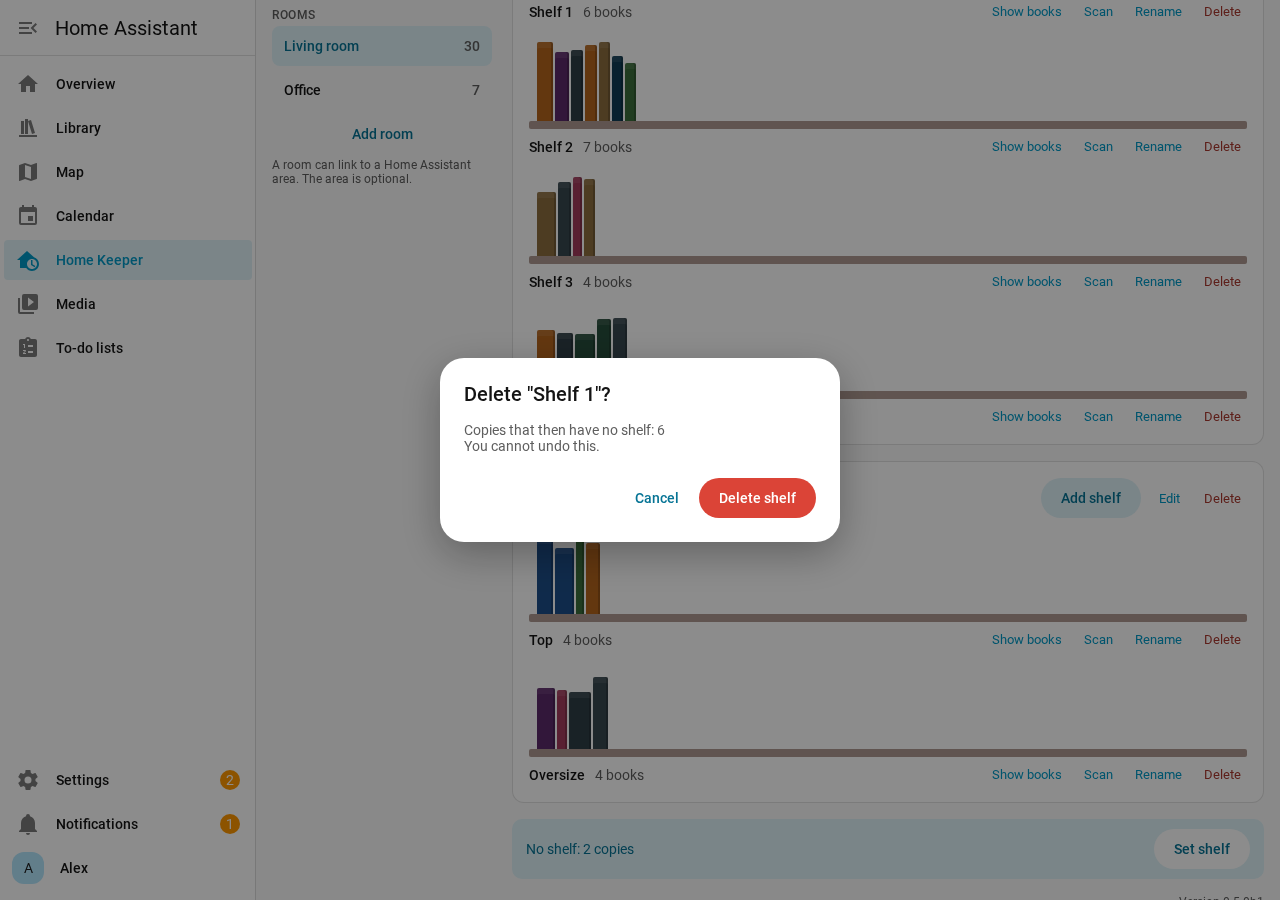 Home Assistant
Overview
Library
Map
Calendar
Home Keeper
Media
To-do lists
Settings
2
Notifications
1
A
Alex
ROOMS
Living room 30
Office 7
Add room
A room can link to a Home Assistant
area. The area is optional.
Shelf 1 6 books Show books Scan Rename Delete
Shelf 2 7 books Show books Scan Rename Delete
Shelf 3 4 books Show books Scan Rename Delete
Show books Scan Rename Delete
Delete "Shelf 1"?
Copies that then have no shelf: 6
You cannot undo this.
Cancel Delete shelf
Add shelf Edit Delete
Top 4 books Show books Scan Rename Delete
Oversize 4 books Show books Scan Rename Delete
No shelf: 2 copies Set shelf